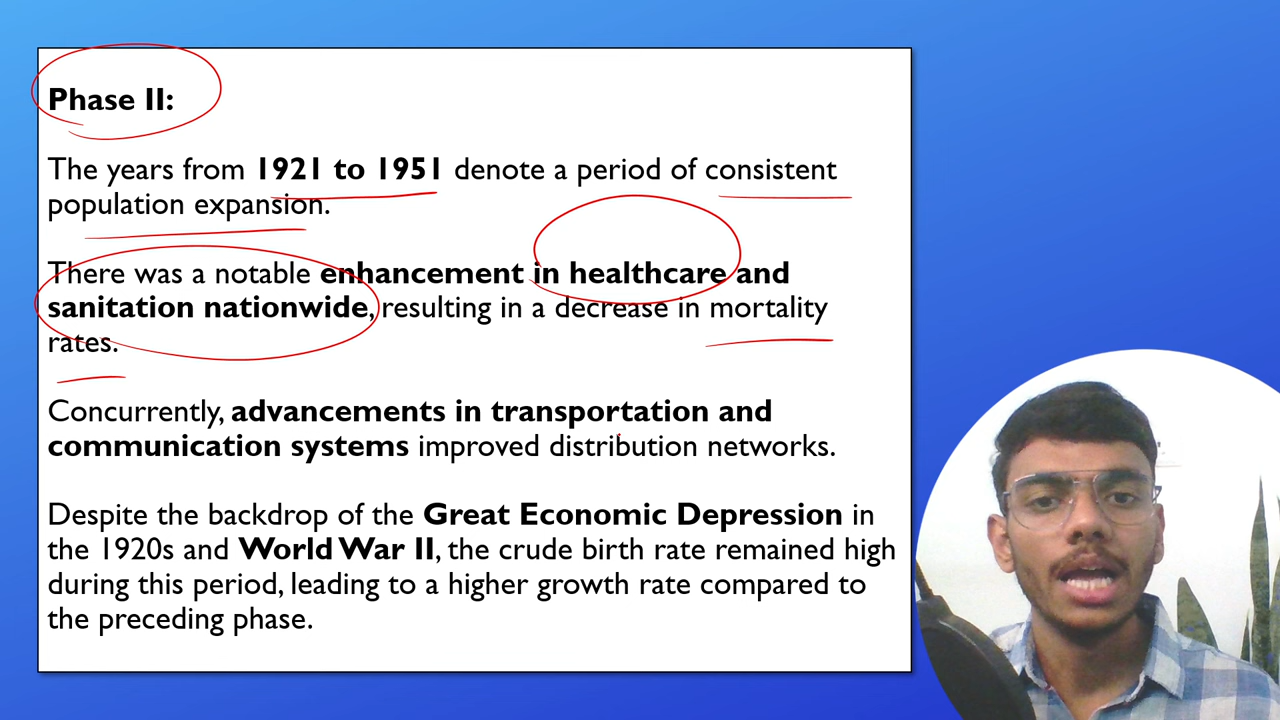 Phase II:
The years from 1921 to 1951 denote a period of consistent
population expansion.
There was a notable enhancement in healthcare and
sanitation nationwide, resulting in a decrease in mortality
rates.
Concurrently, advancements in transportation and
communication systems improved distribution networks.
Despite the backdrop of the Great Economic Depression in
the 1920s and World War II, the crude birth rate remained high
during this period, leading to a higher growth rate compared to
the preceding phase.